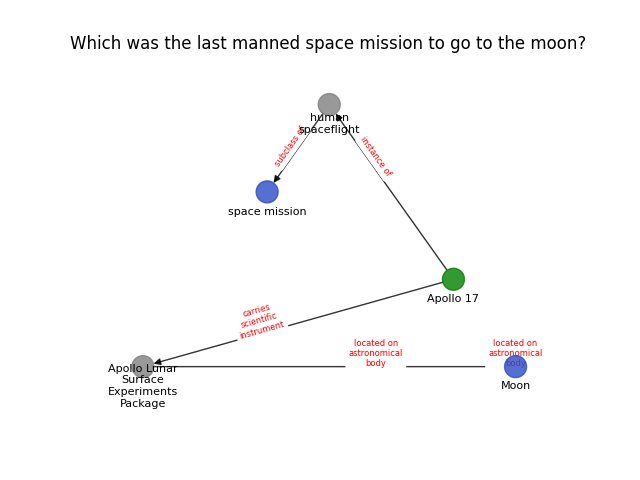 Which was the last manned space mission to go to the moon?
human
spaceflight
subclass of
instance of
space mission
Apollo 17
carries
scientific
instrument
located on
astronomical
body
located on
astronomical
body
Apollo Lunar
Surface
Experiments
Package
Moon